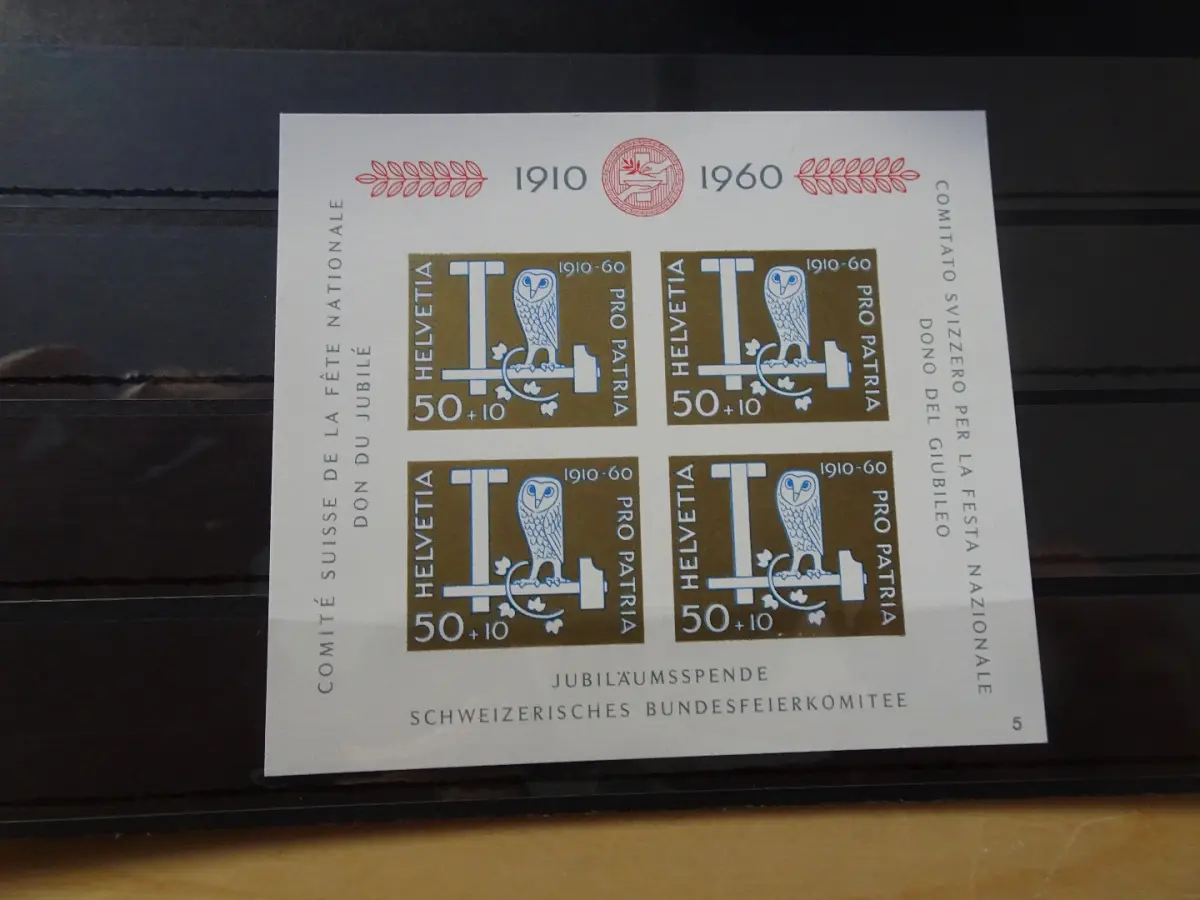 1910 1960
COMITÉ SUISSE DE LA FÊTE NATIONALE
DON DU JUBILÉ
HELVETIA
1910-60
PRO PATRIA
50+10
HELVETIA
1910-60
PRO PATRIA
50+10
HELVETIA
1910-60
PRO PATRIA
50+10
HELVETIA
1910-60
PRO PATRIA
50+10
COMITATO SVIZZERO PER LA FESTA NAZIONALE
DONO DEL GIUBILEO
JUBILÄUMSSPENDE
SCHWEIZERISCHES BUNDESFEIERKOMITEE
5